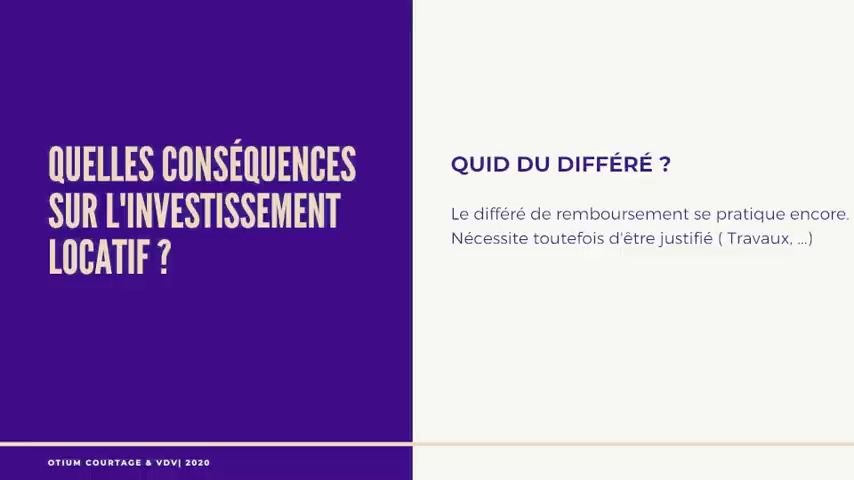 QUELLES CONSÉQUENCES
SUR L'INVESTISSEMENT
LOCATIF ?
QUID DU DIFFÉRÉ ?
Le différé de remboursement se pratique encore.
Nécessite toutefois d'être justifié ( Travaux, ...)
OTIUM COURTAGE & VDV| 2020